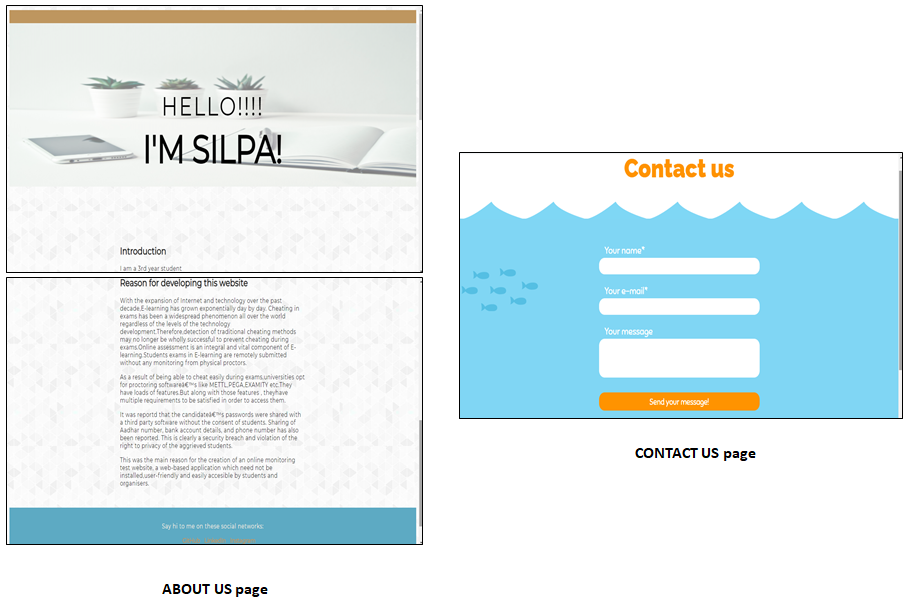 HELLO!!!!
I'M SILPA!
Introduction
I am a 3rd year student
Reason for developing this website
With the expansion of Internet and technology over the past
decade,E-learning has grown exponentially day by day. Cheating in
exams has been a widespread phenomenon all over the world
regardless of the levels of the technology
development.Therefore,detection of traditional cheating methods
may no longer be wholly successful to prevent cheating during
exams.Online assessment is an integral and vital component of E-
learning.Students exams in E-learning are remotely submitted
without any monitoring from physical proctors.
As a result of being able to cheat easily during exams,universities opt
for proctoring softwareâ€™s like METTL,PEGA,EXAMITY etc.They
have loads of features.But along with those features , theyhave
multiple requirements to be satisfied in order to access them.
It was reportd that the candidateâ€™s passwords were shared with
a third party software without the consent of students. Sharing of
Aadhar number, bank account details, and phone number has also
been reported. This is clearly a security breach and violation of the
right to privacy of the aggrieved students.
This was the main reason for the creation of an online monitoring
test website, a web-based application which need not be
installed,user-friendly and easily accesible by students and
organisers.
Say hi to me on these social networks:
ABOUT US page
Contact us
Your name*
Your e-mail*
Your message
Send your message!
CONTACT US page